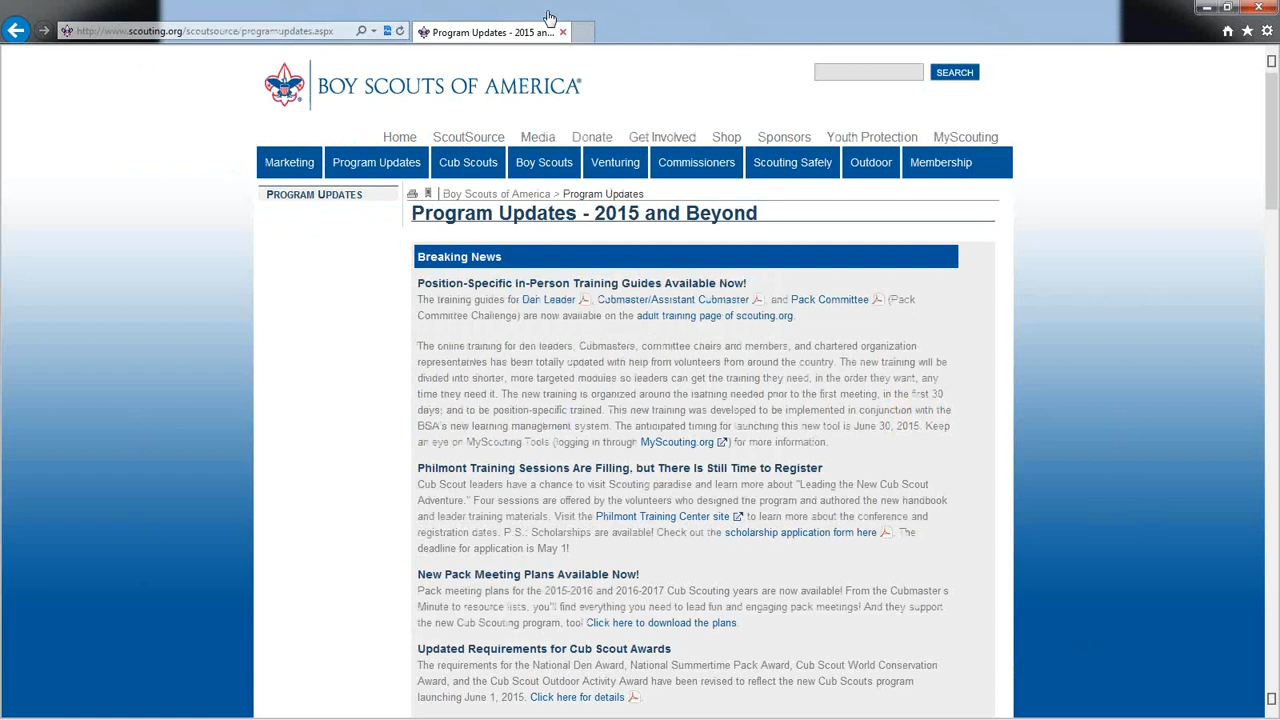 http://www.scouting.org/scoutsource/programupdates.aspx
Program Updates - 2015 an...
BOY SCOUTS OF AMERICA®
SEARCH
Home ScoutSource Media Donate Get Involved Shop Sponsors Youth Protection MyScouting
Marketing Program Updates Cub Scouts Boy Scouts Venturing Commissioners Scouting Safely Outdoor Membership
PROGRAM UPDATES
Boy Scouts of America > Program Updates
Program Updates - 2015 and Beyond
Breaking News
Position-Specific In-Person Training Guides Available Now!
The training guides for Den Leader, Cubmaster/Assistant Cubmaster, and Pack Committee (Pack
Committee Challenge) are now available on the adult training page of scouting.org.
The online training for den leaders, Cubmasters, committee chairs and members, and chartered organization
representatives has been totally updated with help from volunteers from around the country. The new training will be
divided into shorter, more targeted modules so leaders can get the training they need, in the order they want, any
time they need it. The new training is organized around the learning needed prior to the first meeting, in the first 30
days; and to be position-specific trained. This new training was developed to be implemented in conjunction with the
BSA's new learning management system. The anticipated timing for launching this new tool is June 30, 2015. Keep
an eye on MyScouting Tools (logging in through MyScouting.org) for more information.
Philmont Training Sessions Are Filling, but There Is Still Time to Register
Cub Scout leaders have a chance to visit Scouting paradise and learn more about "Leading the New Cub Scout
Adventure." Four sessions are offered by the volunteers who designed the program and authored the new handbook
and leader training materials. Visit the Philmont Training Center site to learn more about the conference and
registration dates. P.S.: Scholarships are available! Check out the scholarship application form here. The
deadline for application is May 1!
New Pack Meeting Plans Available Now!
Pack meeting plans for the 2015-2016 and 2016-2017 Cub Scouting years are now available! From the Cubmaster's
Minute to resource lists, you'll find everything you need to lead fun and engaging pack meetings! And they support
the new Cub Scouting program, too! Click here to download the plans.
Updated Requirements for Cub Scout Awards
The requirements for the National Den Award, National Summertime Pack Award, Cub Scout World Conservation
Award, and the Cub Scout Outdoor Activity Award have been revised to reflect the new Cub Scouts program
launching June 1, 2015. Click here for details.